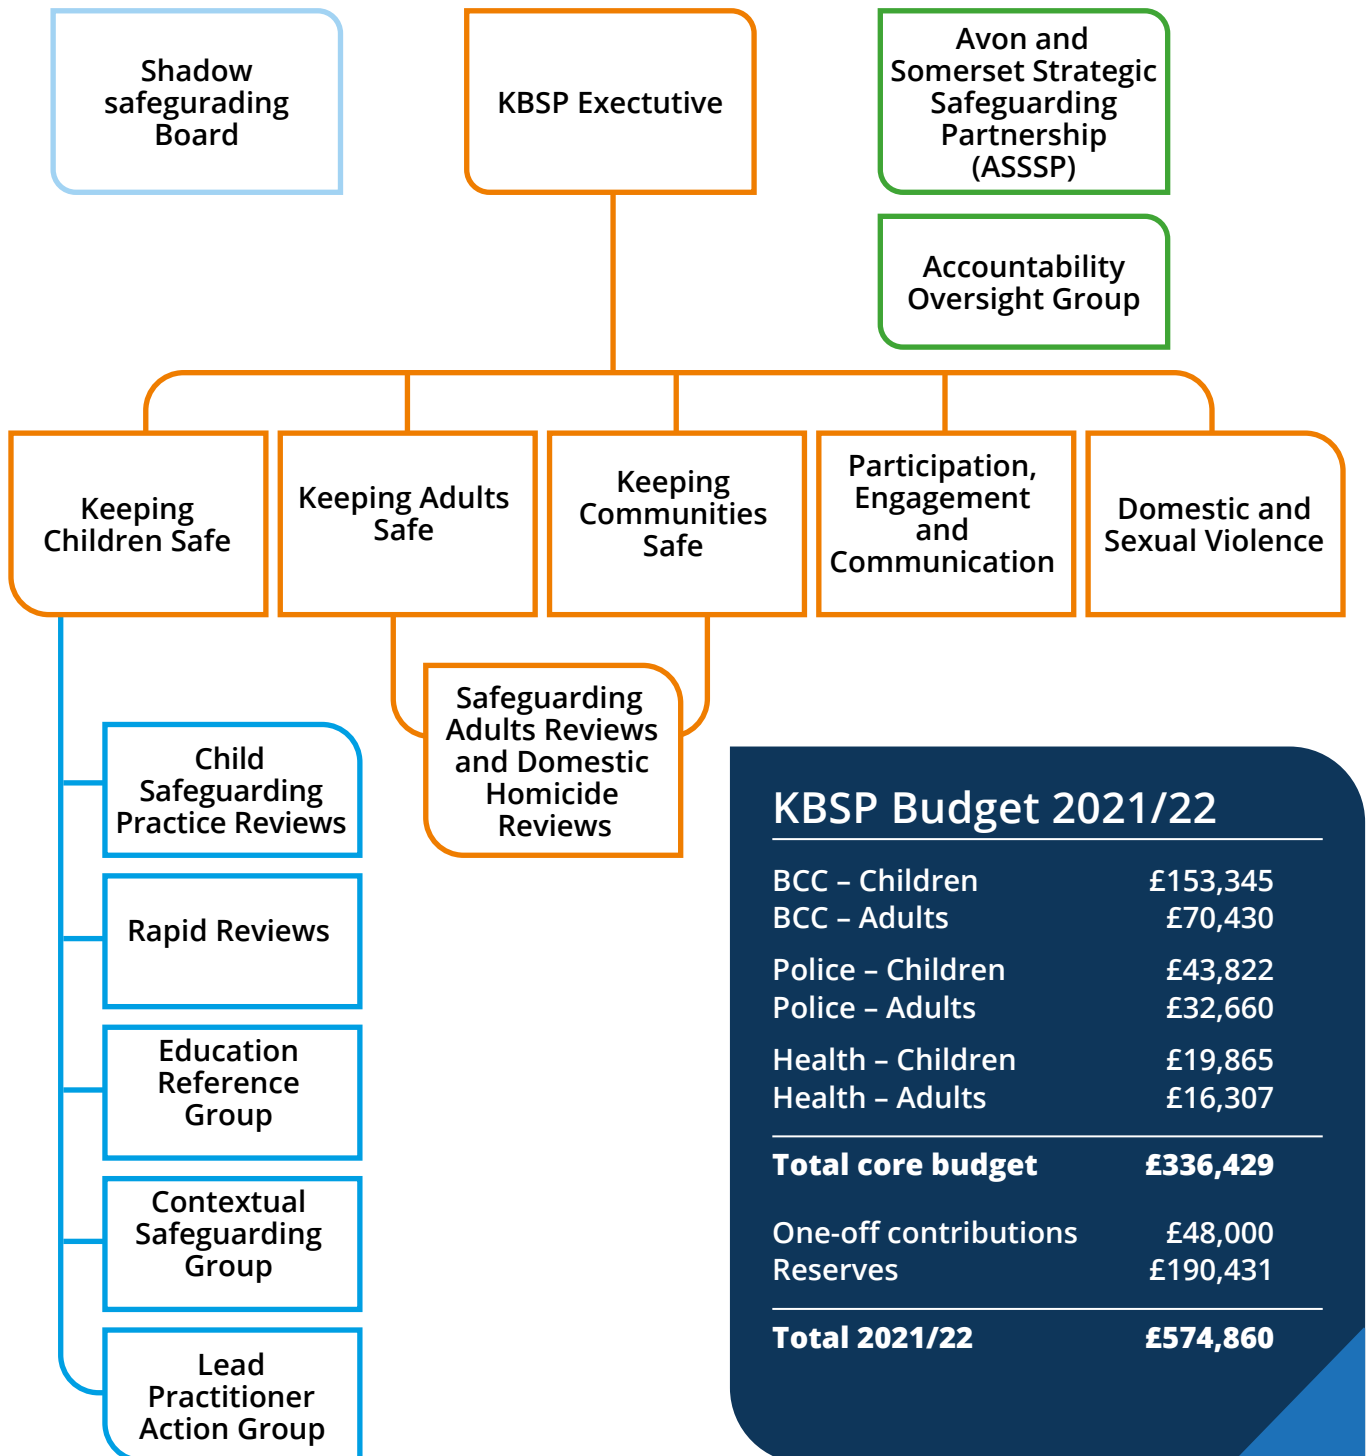 Shadow
safegurading
Board
KBSP Exectutive
Avon and
Somerset Strategic
Safeguarding
Partnership
(ASSSP)
Accountability
Oversight Group
Keeping
Children Safe
Keeping Adults
Safe
Keeping
Communities
Safe
Participation,
Engagement
and
Communication
Domestic and
Sexual Violence
Child
Safeguarding
Practice Reviews
Rapid Reviews
Education
Reference
Group
Contextual
Safeguarding
Group
Lead
Practitioner
Action Group
Safeguarding
Adults Reviews
and Domestic
Homicide
Reviews
KBSP Budget 2021/22
BCC – Children £153,345
BCC – Adults £70,430
Police – Children £43,822
Police – Adults £32,660
Health – Children £19,865
Health – Adults £16,307
Total core budget £336,429
One-off contributions £48,000
Reserves £190,431
Total 2021/22 £574,860